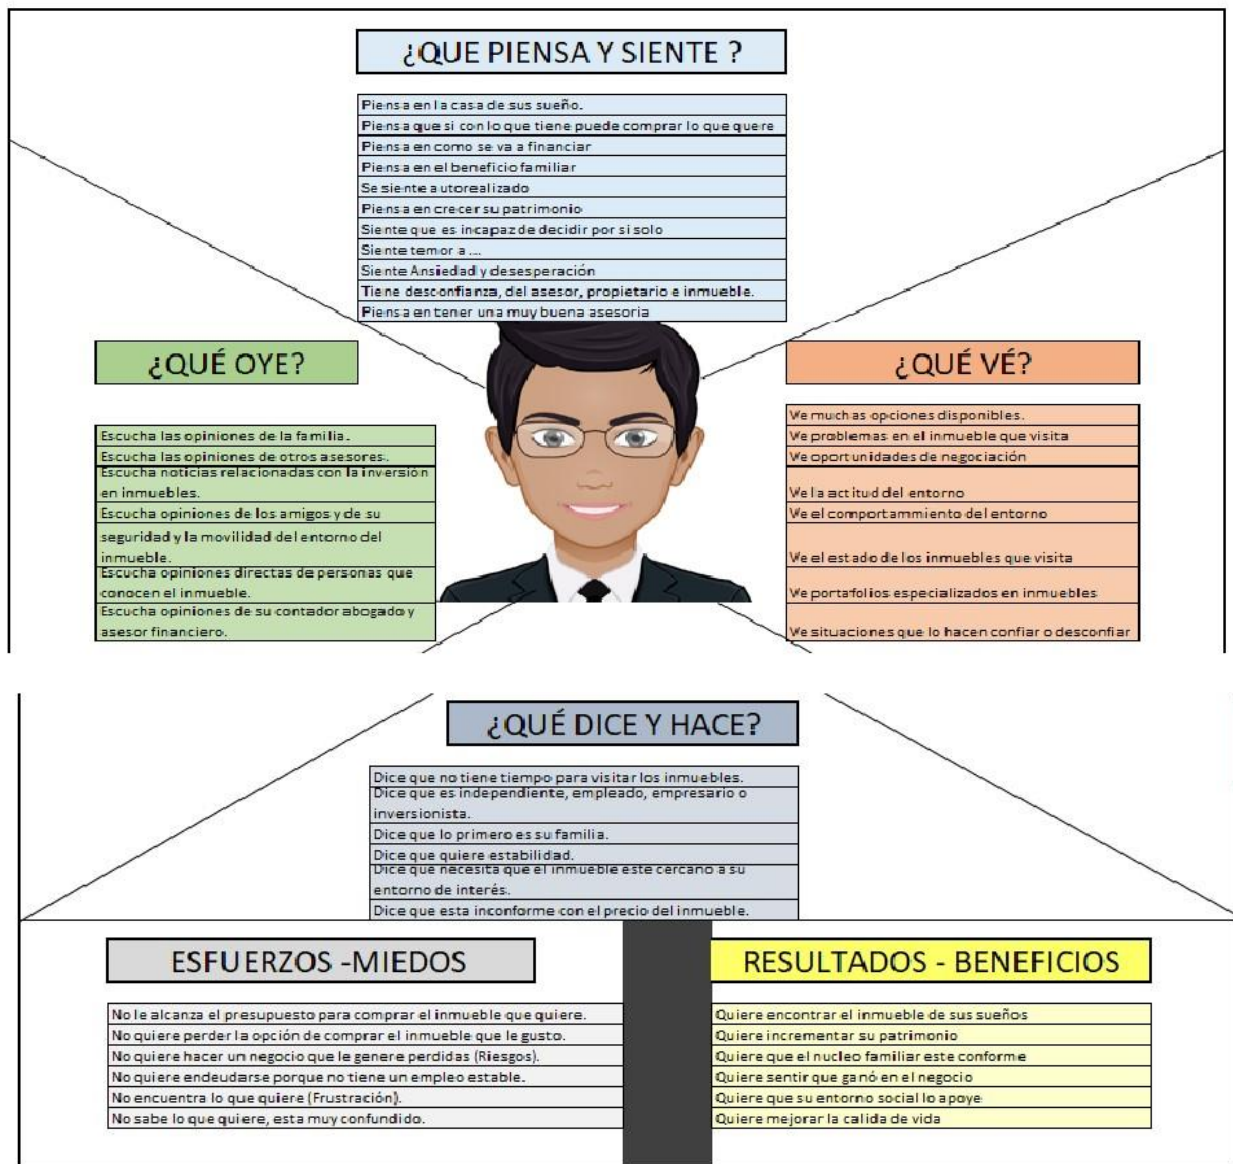 ¿QUE PIENSA Y SIENTE ?
Piensa en la casa de sus sueño.
Piensa que si con lo que tiene puede comprar lo que quere
Piensa en como se va a financiar
Piensa en el beneficio familiar
Se siente autorealizado
Piensa en crecer su patrimonio
Siente que es incapaz de decidir por si solo
Siente temor a ...
Siente Ansiedad y desesperación
Tiene desconfianza, del asesor, propietario e inmueble.
Piensa en tener una muy buena asesoria
¿QUÉ OYE?
Escucha las opiniones de la familia.
Escucha las opiniones de otros asesores.
Escucha noticias relacionadas con la inversión
en inmuebles.
Escucha opiniones de los amigos y de su
seguridad y la movilidad del entorno del
inmueble.
Escucha opiniones directas de personas que
conocen el inmueble.
Escucha opiniones de su contador abogado y
asesor financiero.
¿QUÉ VÉ?
Ve muchas opciones disponibles.
Ve problemas en el inmueble que visita
Ve oportunidades de negociación
Ve la actitud del entorno
Ve el comportammiento del entorno
Ve el estado de los inmuebles que visita
Ve portafolios especializados en inmuebles
Ve situaciones que lo hacen confiar o desconfiar
¿QUÉ DICE Y HACE?
Dice que no tiene tiempo para visitar los inmuebles.
Dice que es independiente, empleado, empresario o
inversionista.
Dice que lo primero es su familia.
Dice que quiere estabilidad.
Dice que necesita que el inmueble este cercano a su
entorno de interés.
Dice que esta inconforme con el precio del inmueble.
ESFUERZOS -MIEDOS
No le alcanza el presupuesto para comprar el inmueble que quiere.
No quiere perder la opción de comprar el inmueble que le gusto.
No quiere hacer un negocio que le genere perdidas (Riesgos).
No quiere endeudarse porque no tiene un empleo estable.
No encuentra lo que quiere (Frustración).
No sabe lo que quiere, esta muy confundido.
RESULTADOS - BENEFICIOS
Quiere encontrar el inmueble de sus sueños
Quiere incrementar su patrimonio
Quiere que el nucleo familiar este conforme
Quiere sentir que ganó en el negocio
Quiere que su entorno social lo apoye
Quiere mejorar la calida de vida